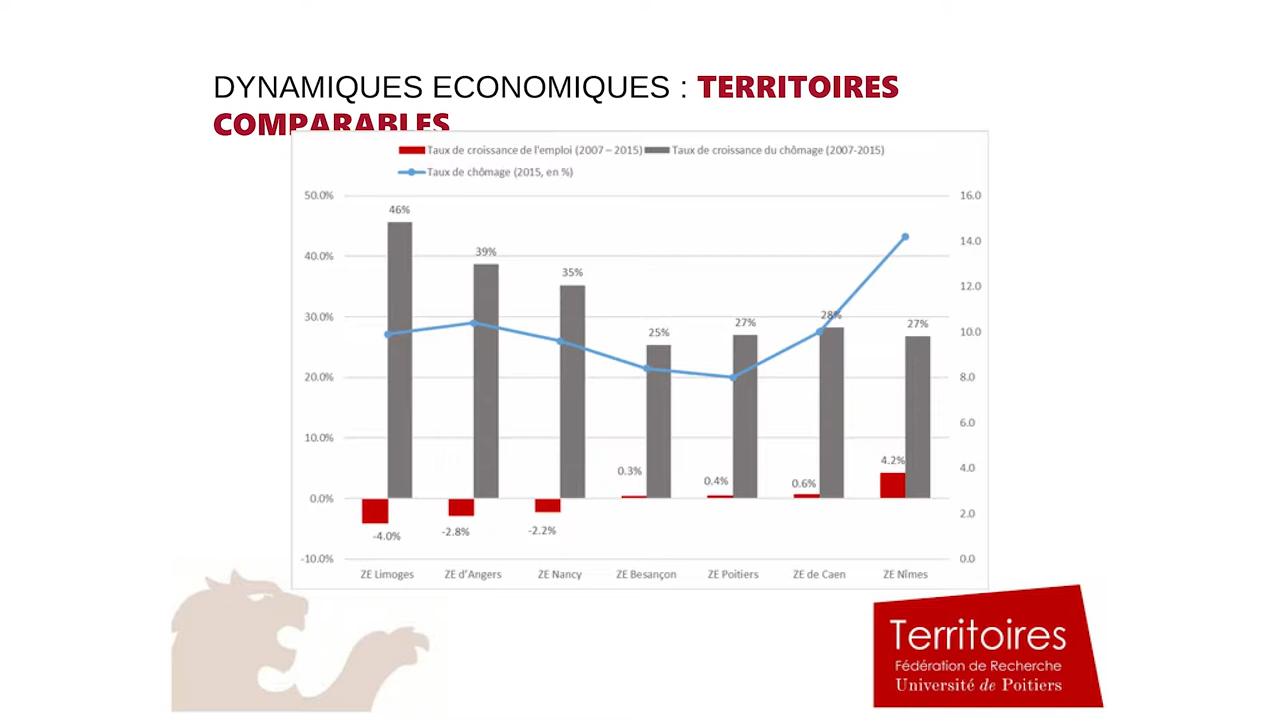 DYNAMIQUES ECONOMIQUES : TERRITOIRES
COMPARABLES
Taux de croissance de l'emploi (2007 – 2015) Taux de croissance du chômage (2007-2015)
Taux de chômage (2015, en %)
50.0% 16.0
46%
14.0
39%
40.0%
35% 12.0
30.0% 28% 10.0
25% 27% 27%
20.0% 8.0
6.0
10.0%
4.2% 4.0
0.3% 0.4% 0.6%
0.0% 2.0
-4.0% -2.8% -2.2%
-10.0% 0.0
ZE Limoges ZE d'Angers ZE Nancy ZE Besançon ZE Poitiers ZE de Caen ZE Nîmes
Territoires
Fédération de Recherche
Université de Poitiers